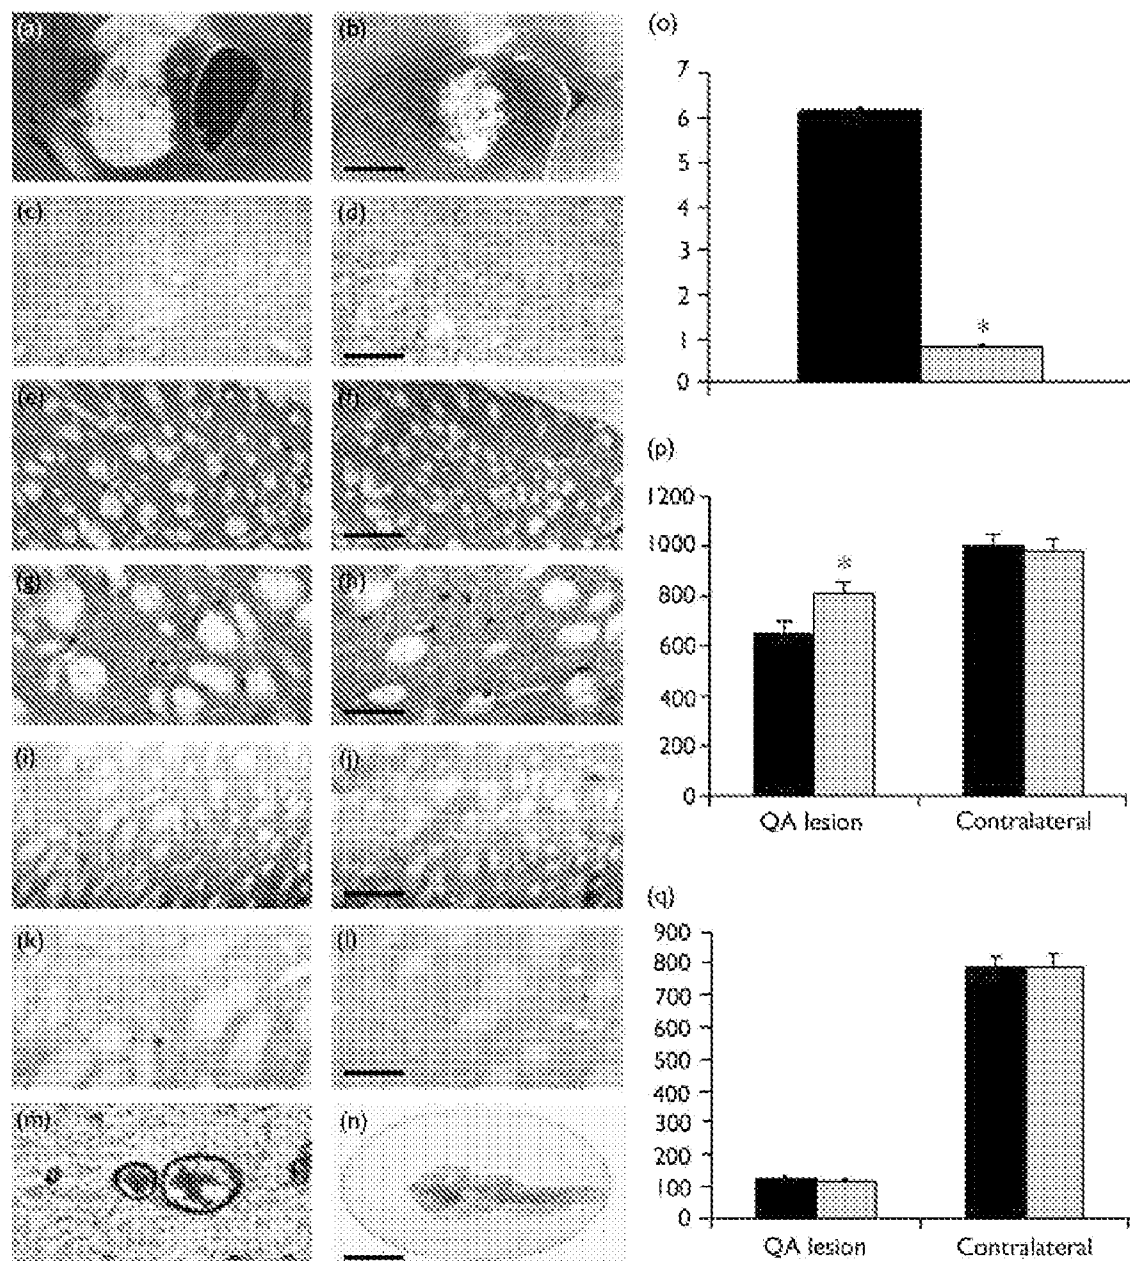 (a)
(b)
(c)
(d)
(e)
(f)
(g)
(h)
(i)
(j)
(k)
(l)
(m)
(n)
(o)
7
6
5
4
3
2
1
0
*
(p)
1200
1000
800
600
400
200
0
*
QA lesion Contralateral
(q)
900
800
700
600
500
400
300
200
100
0
QA lesion Contralateral